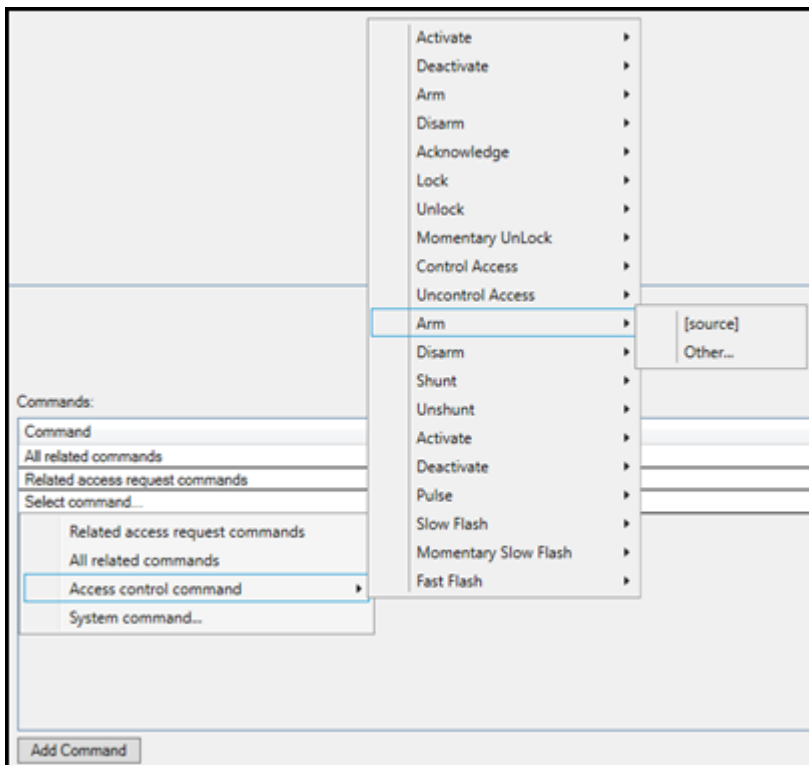 Activate
Deactivate
Arm
Disarm
Acknowledge
Lock
Unlock
Momentary UnLock
Control Access
Uncontrol Access
Arm
[source]
Disarm
Other...
Shunt
Unshunt
Activate
Deactivate
Pulse
Slow Flash
Momentary Slow Flash
Fast Flash
Commands:
Command
All related commands
Related access request commands
Select command...
Related access request commands
All related commands
Access control command
System command...
Add Command